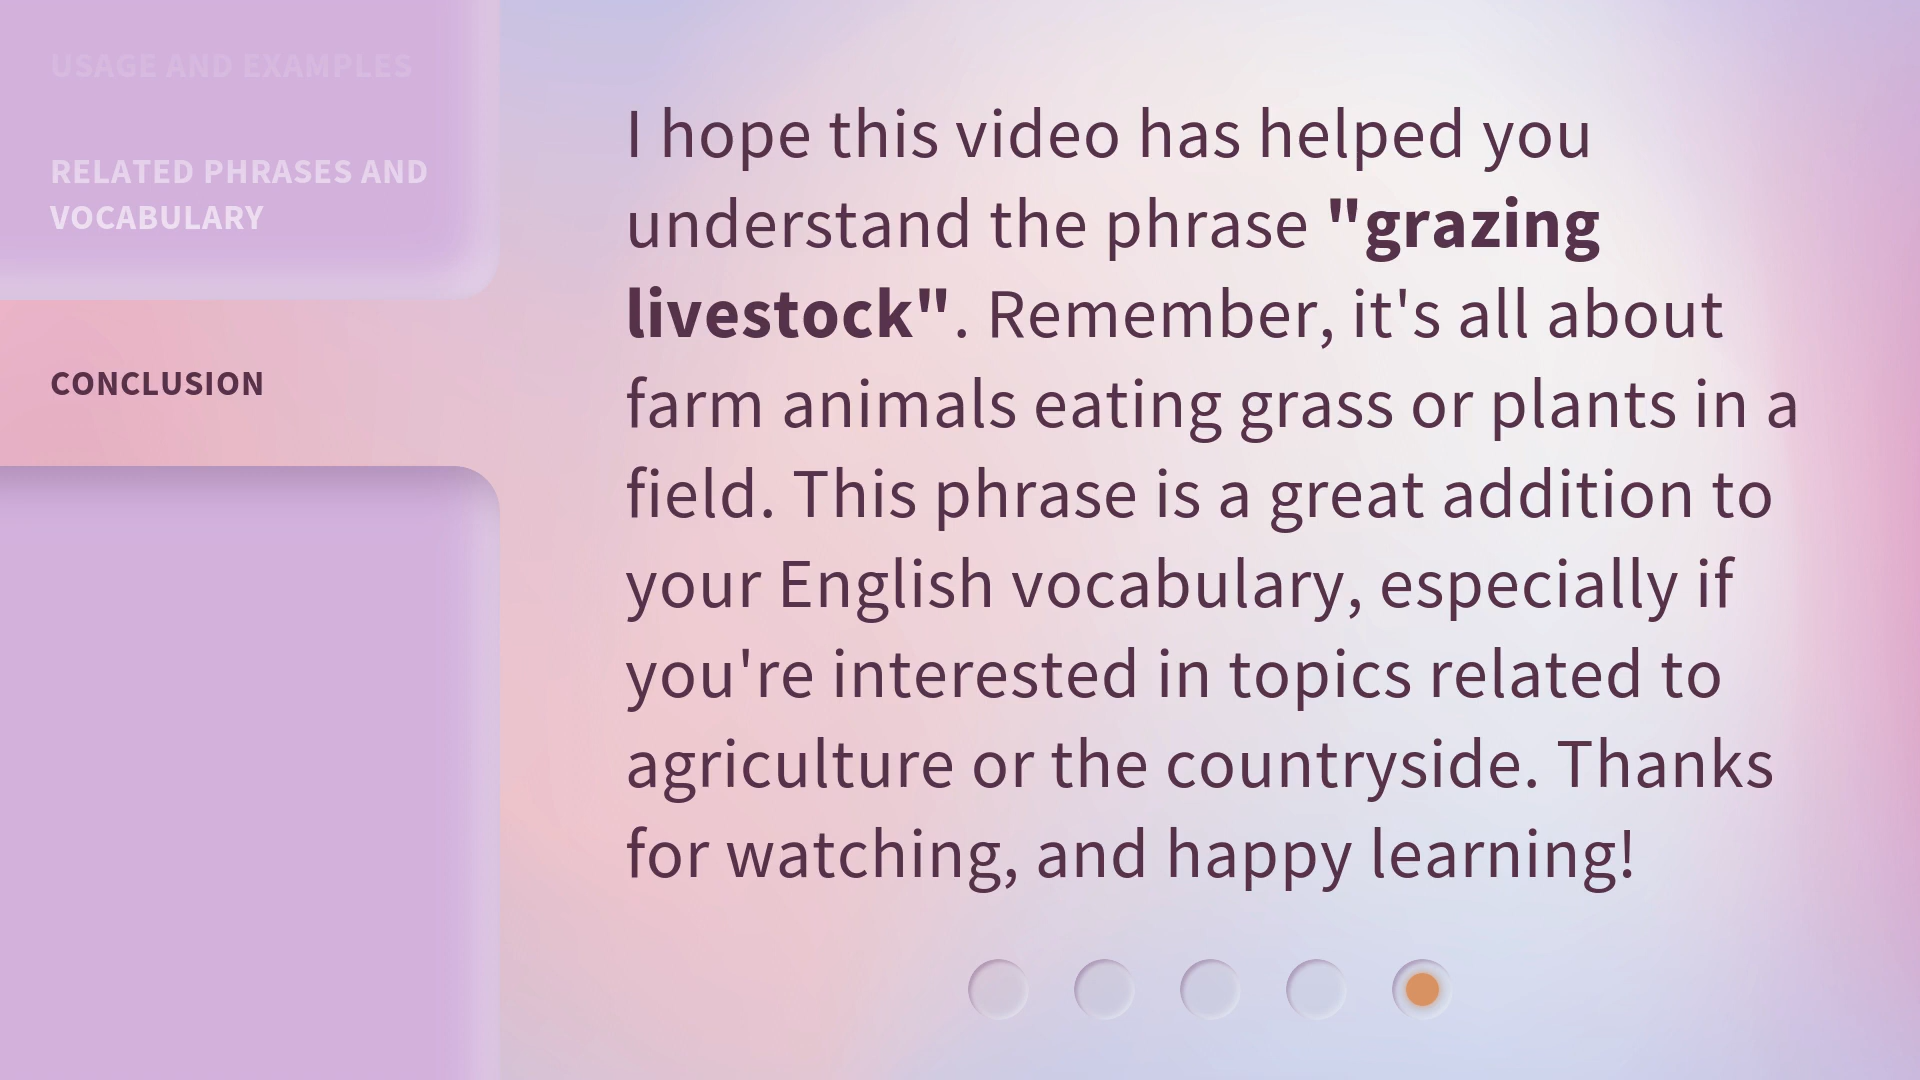 USAGE AND EXAMPLES
RELATED PHRASES AND
VOCABULARY
CONCLUSION
I hope this video has helped you
understand the phrase "grazing
livestock". Remember, it's all about
farm animals eating grass or plants in a
field. This phrase is a great addition to
your English vocabulary, especially if
you're interested in topics related to
agriculture or the countryside. Thanks
for watching, and happy learning!